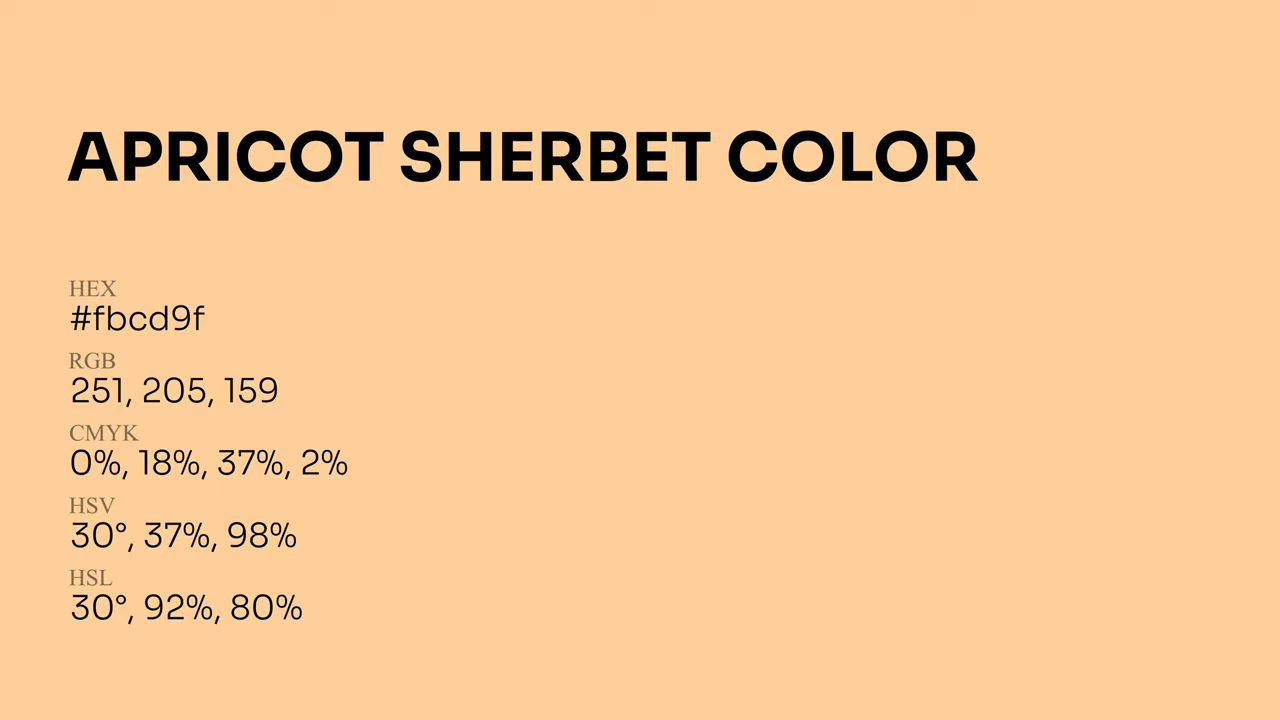 APRICOT SHERBET COLOR
HEX
#fbcd9f
RGB
251, 205, 159
CMYK
0%, 18%, 37%, 2%
HSV
30°, 37%, 98%
HSL
30°, 92%, 80%